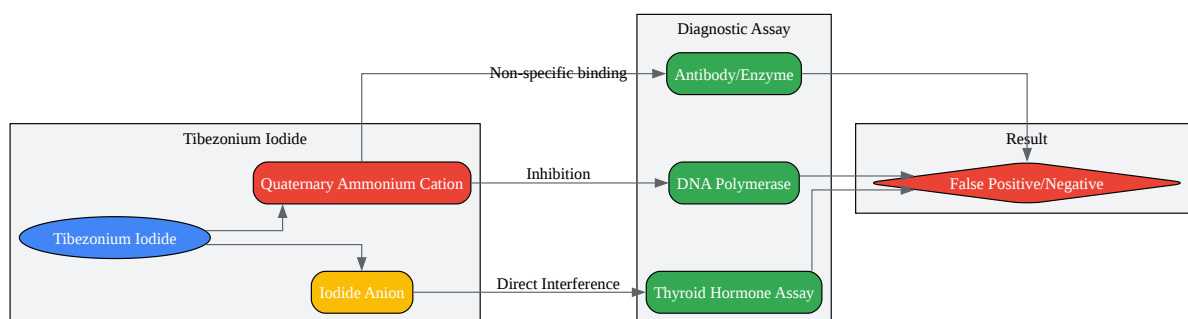 Diagnostic Assay
Non-specific binding
Antibody/Enzyme
Tibezonium Iodide
Result
Quaternary Ammonium Cation
Inhibition
DNA Polymerase
False Positive/Negative
Tibezonium Iodide
Iodide Anion
Direct Interference
Thyroid Hormone Assay